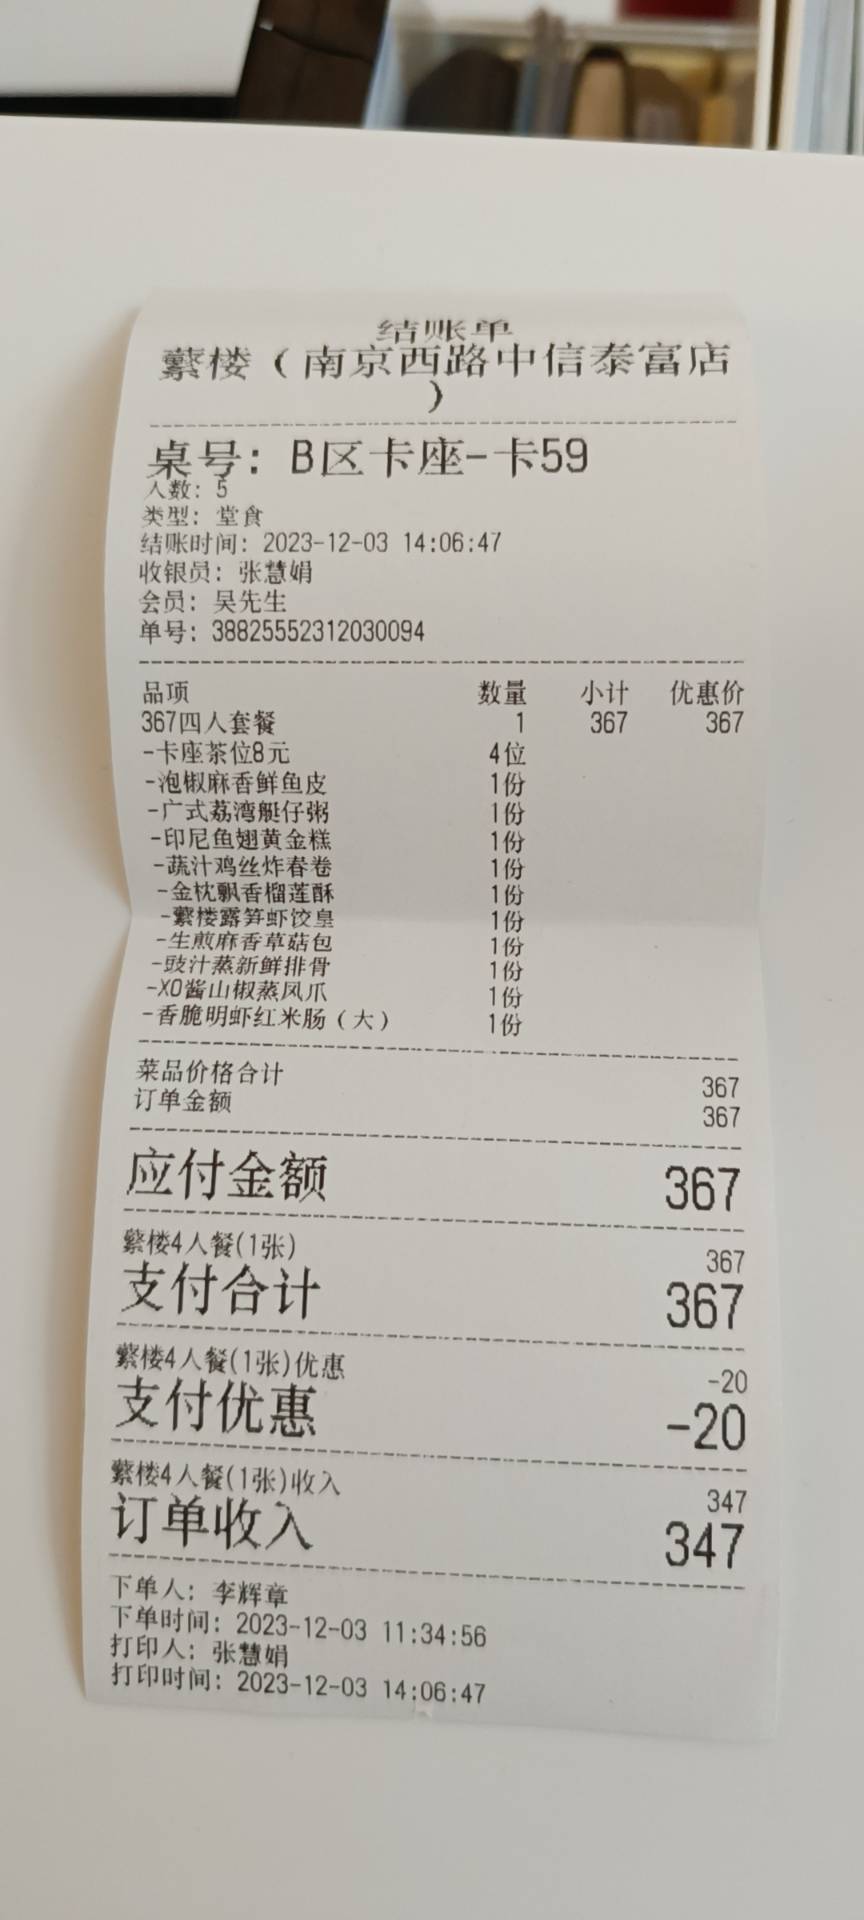 结账单
蘩楼（南京西路中信泰富店
）
桌号: B区卡座-卡59
人数: 5
类型: 堂食
结账时间: 2023-12-03 14:06:47
收银员: 张慧娟
会员: 吴先生
单号: 38825552312030094
品项 数量 小计 优惠价
367四人套餐 1 367 367
-卡座茶位8元 4位
-泡椒麻香鲜鱼皮 1份
-广式荔湾艇仔粥 1份
-印尼鱼翅黄金糕 1份
-蔬汁鸡丝炸春卷 1份
-金枕飘香榴莲酥 1份
-蘩楼露笋虾饺皇 1份
-生煎麻香草菇包 1份
-豉汁蒸新鲜排骨 1份
-XO酱山椒蒸凤爪 1份
-香脆明虾红米肠（大） 1份
菜品价格合计 367
订单金额 367
应付金额 367
蘩楼4人餐(1张) 367
支付合计 367
蘩楼4人餐(1张)优惠 -20
支付优惠 -20
蘩楼4人餐(1张)收入 347
订单收入 347
下单人: 李辉章
下单时间: 2023-12-03 11:34:56
打印人: 张慧娟
打印时间: 2023-12-03 14:06:47